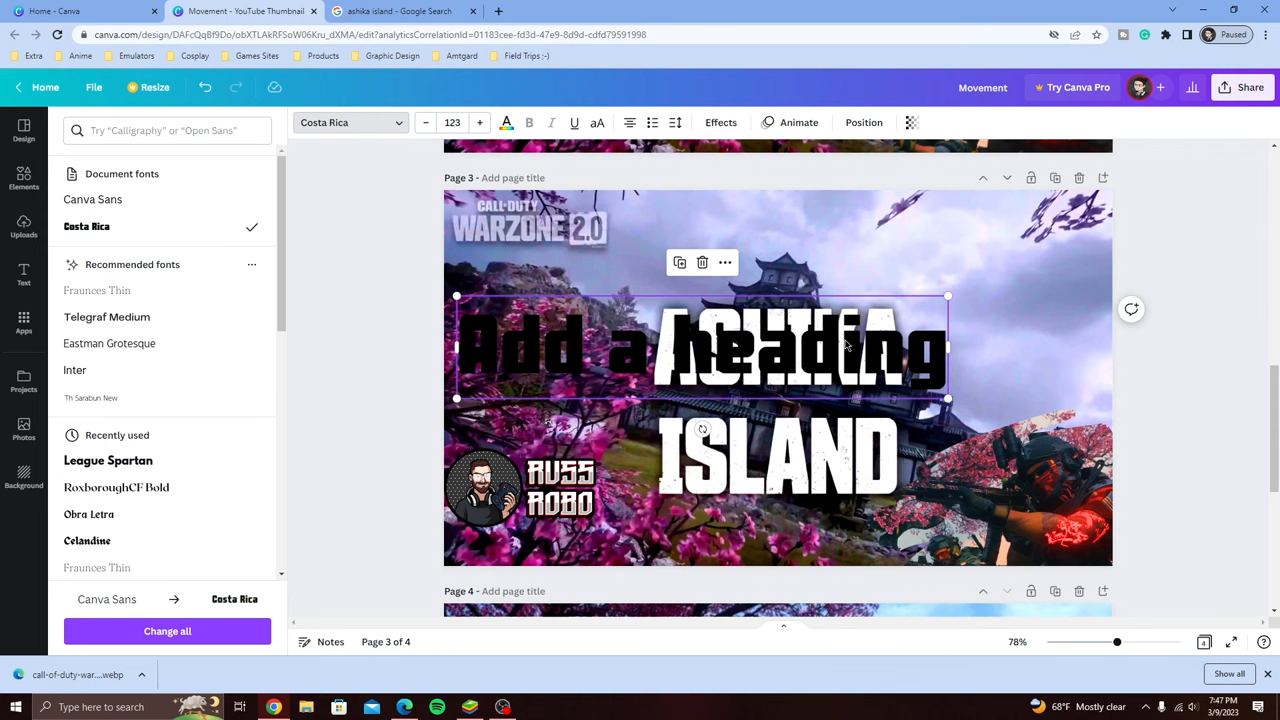 Home - Canva
Movement - YouTube Thumbnail
ashika island - Google Search
canva.com/design/DAFcQqBf9Do/obXTLAkRFSoW06Kru_dXMA/edit?analyticsCorrelationId=01183cee-fd3d-47e9-8d9d-cdfd79591998
Paused
Extra
Anime
Emulators
Cosplay
Games Sites
Products
Graphic Design
Amtgard
Field Trips ;-)
Home
File
Resize
Movement
Try Canva Pro
Share
Design
Elements
Uploads
Text
Apps
Projects
Photos
Background
Try “Calligraphy” or “Open Sans”
Document fonts
Canva Sans
Costa Rica
Recommended fonts
Fraunces Thin
Telegraf Medium
Eastman Grotesque
Inter
Th Sarabun New
Recently used
League Spartan
RoxboroughCF Bold
Obra Letra
Celandine
Fraunces Thin
Canva Sans
Costa Rica
Change all
Costa Rica
123
B
I
U
aA
Effects
Animate
Position
Page 3 - Add page title
CALL OF DUTY
WARZONE 2.0
Add a heading
ASHIKA
ISLAND
RUSS
ROBO
Page 4 - Add page title
Notes
Page 3 of 4
78%
4
call-of-duty-war....webp
Show all
Type here to search
68°F Mostly clear
7:47 PM
3/9/2023